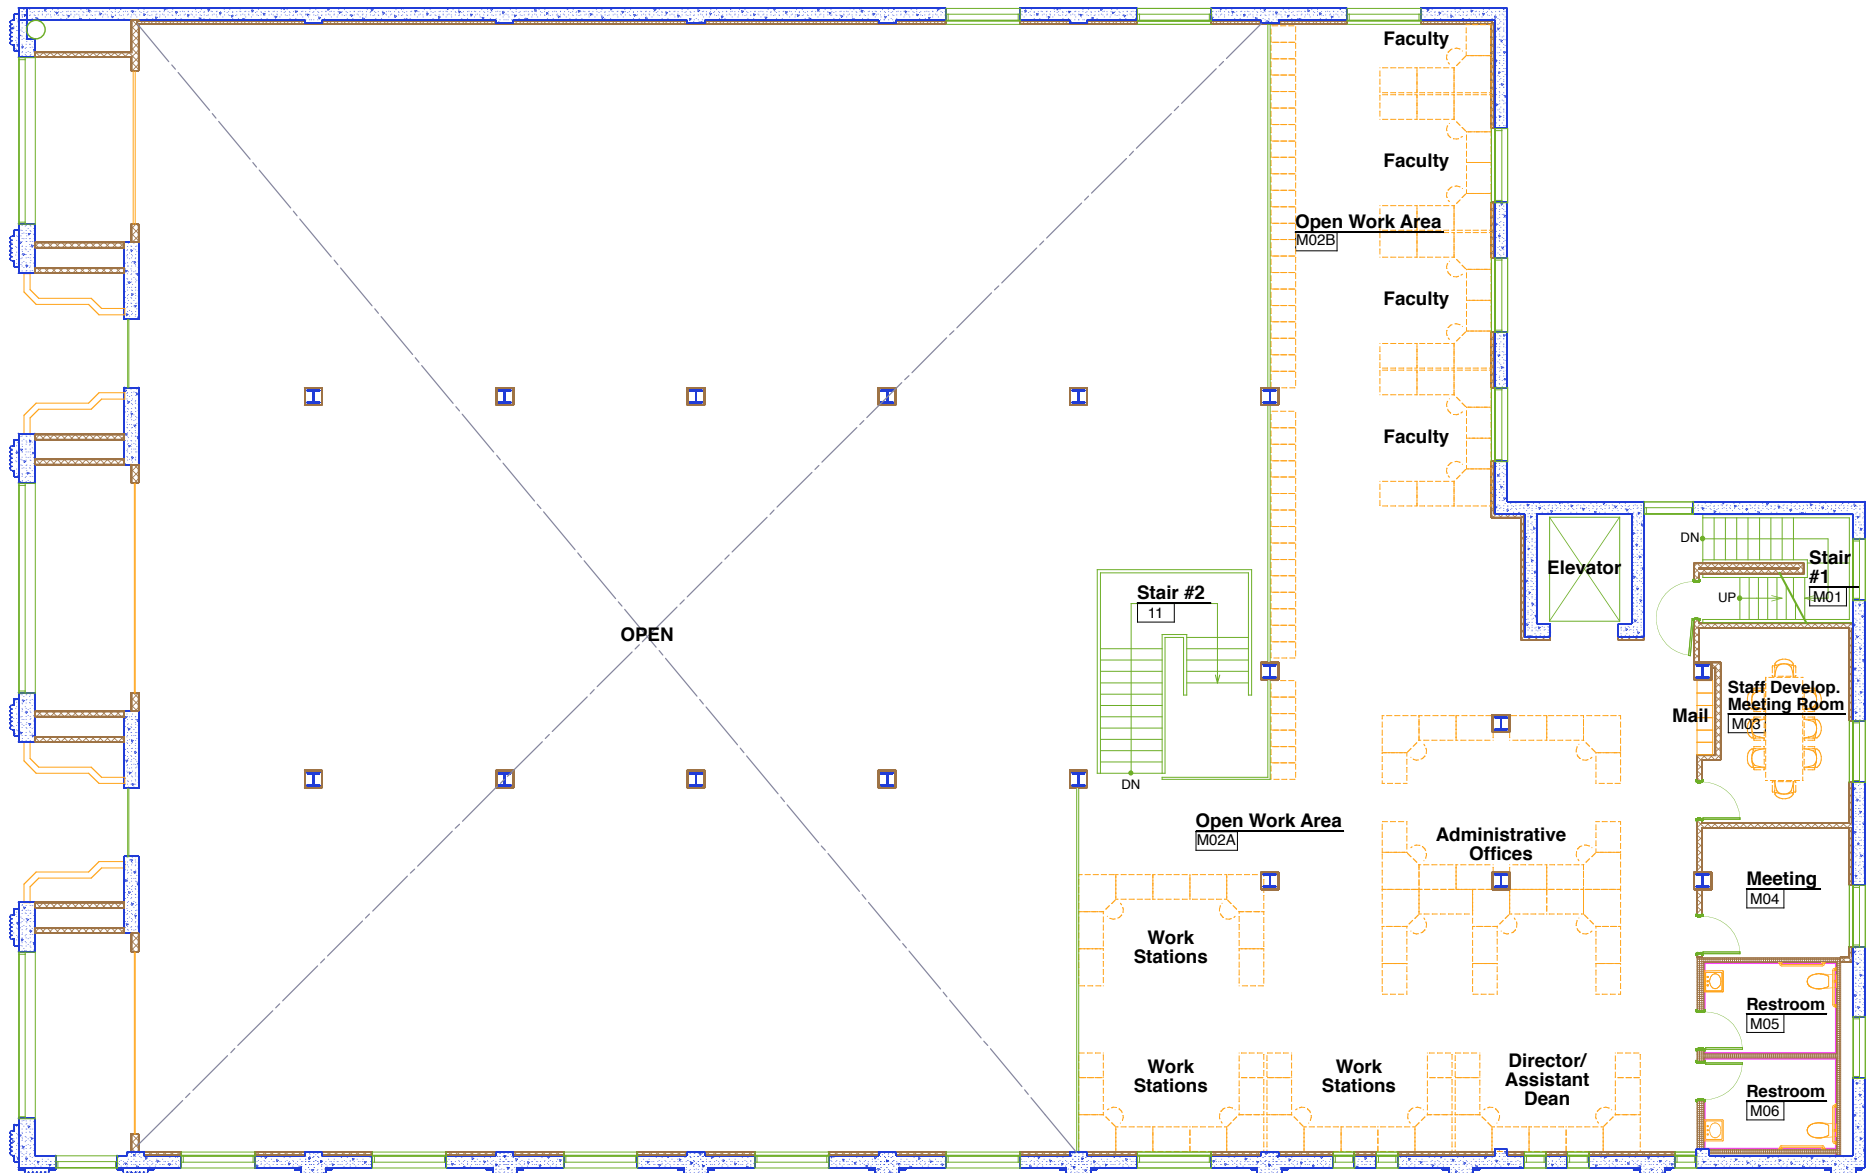 Faculty
Faculty
Open Work Area
M02B
Faculty
Faculty
DN
Elevator
Stair
#1
M01
UP
Stair #2
11
OPEN
DN
Staff Develop.
Meeting Room
M03
Mail
Open Work Area
M02A
Administrative
Offices
Meeting
M04
Work
Stations
Restroom
M05
Work
Stations
Work
Stations
Director/
Assistant
Dean
Restroom
M06